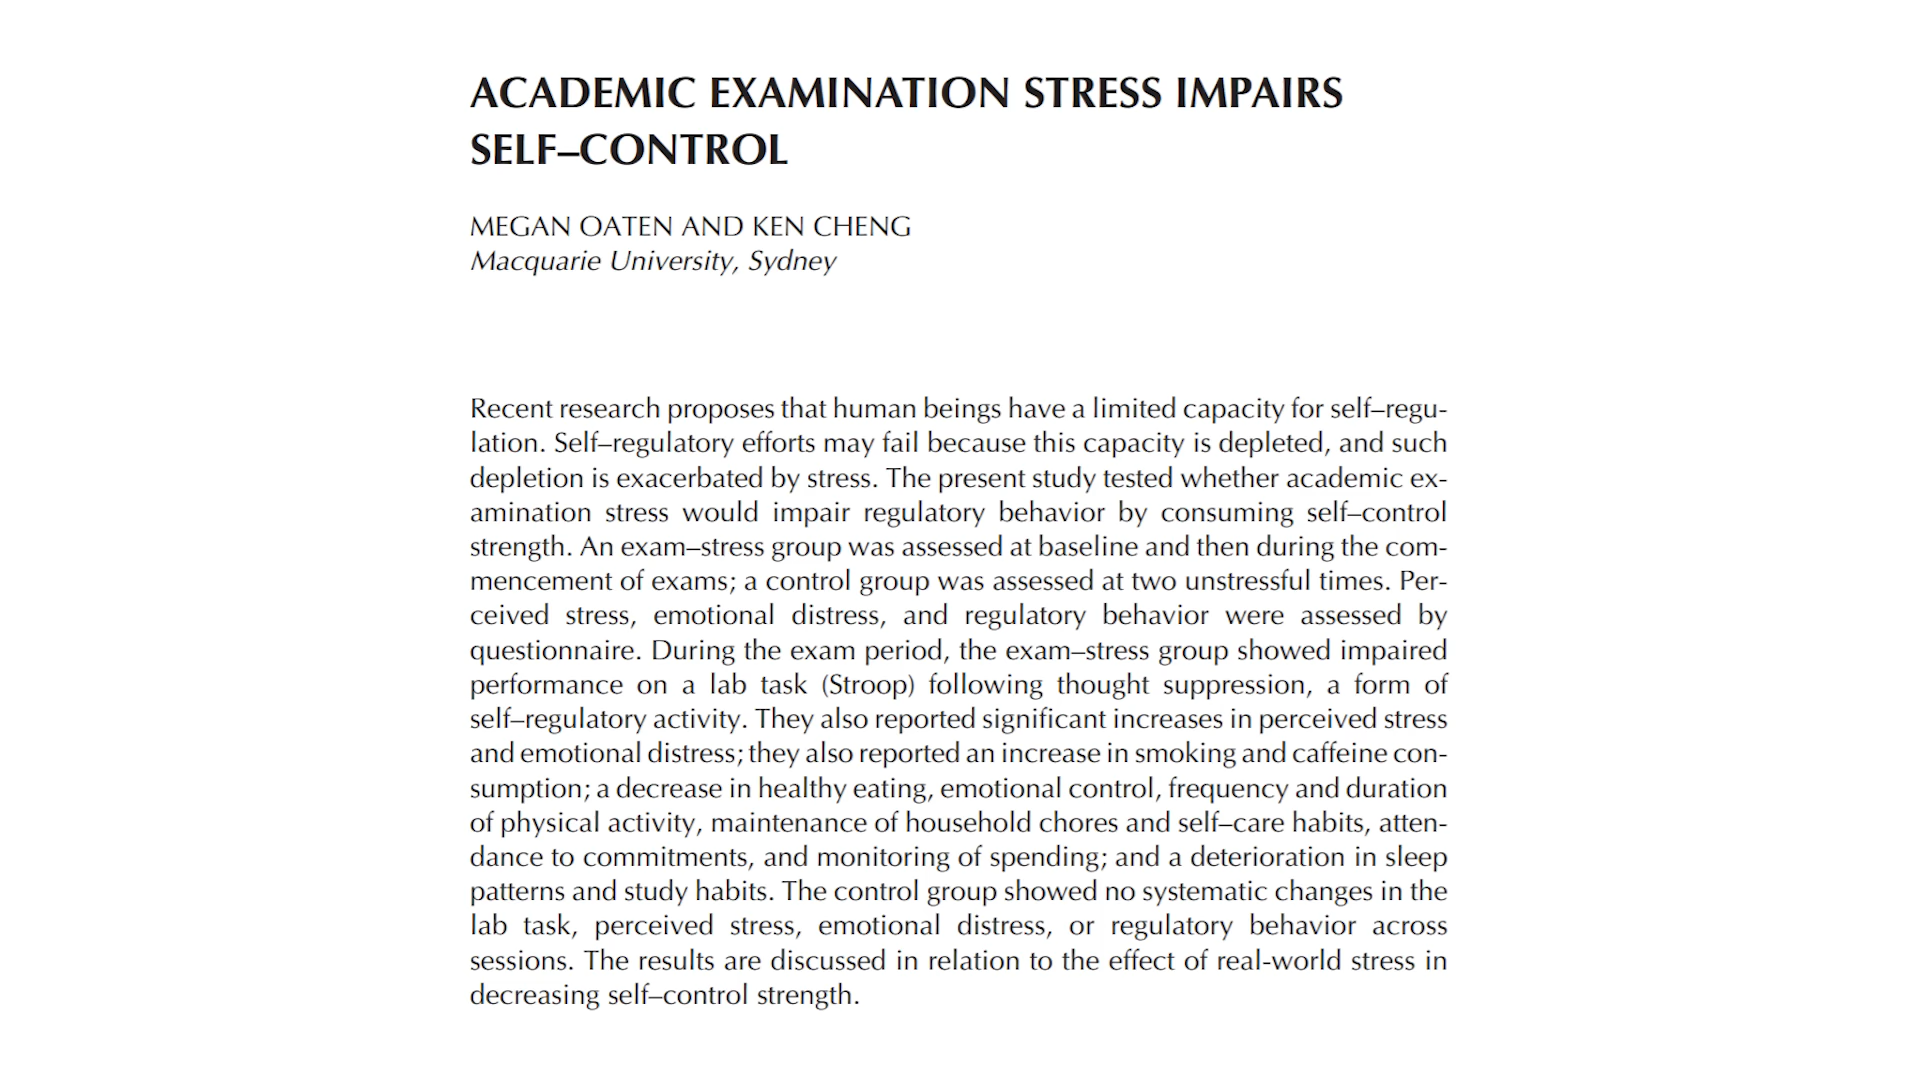 ACADEMIC EXAMINATION STRESS IMPAIRS
SELF–CONTROL
MEGAN OATEN AND KEN CHENG
Macquarie University, Sydney
Recent research proposes that human beings have a limited capacity for self–regu-
lation. Self–regulatory efforts may fail because this capacity is depleted, and such
depletion is exacerbated by stress. The present study tested whether academic ex-
amination stress would impair regulatory behavior by consuming self–control
strength. An exam–stress group was assessed at baseline and then during the com-
mencement of exams; a control group was assessed at two unstressful times. Per-
ceived stress, emotional distress, and regulatory behavior were assessed by
questionnaire. During the exam period, the exam–stress group showed impaired
performance on a lab task (Stroop) following thought suppression, a form of
self–regulatory activity. They also reported significant increases in perceived stress
and emotional distress; they also reported an increase in smoking and caffeine con-
sumption; a decrease in healthy eating, emotional control, frequency and duration
of physical activity, maintenance of household chores and self–care habits, atten-
dance to commitments, and monitoring of spending; and a deterioration in sleep
patterns and study habits. The control group showed no systematic changes in the
lab task, perceived stress, emotional distress, or regulatory behavior across
sessions. The results are discussed in relation to the effect of real-world stress in
decreasing self–control strength.